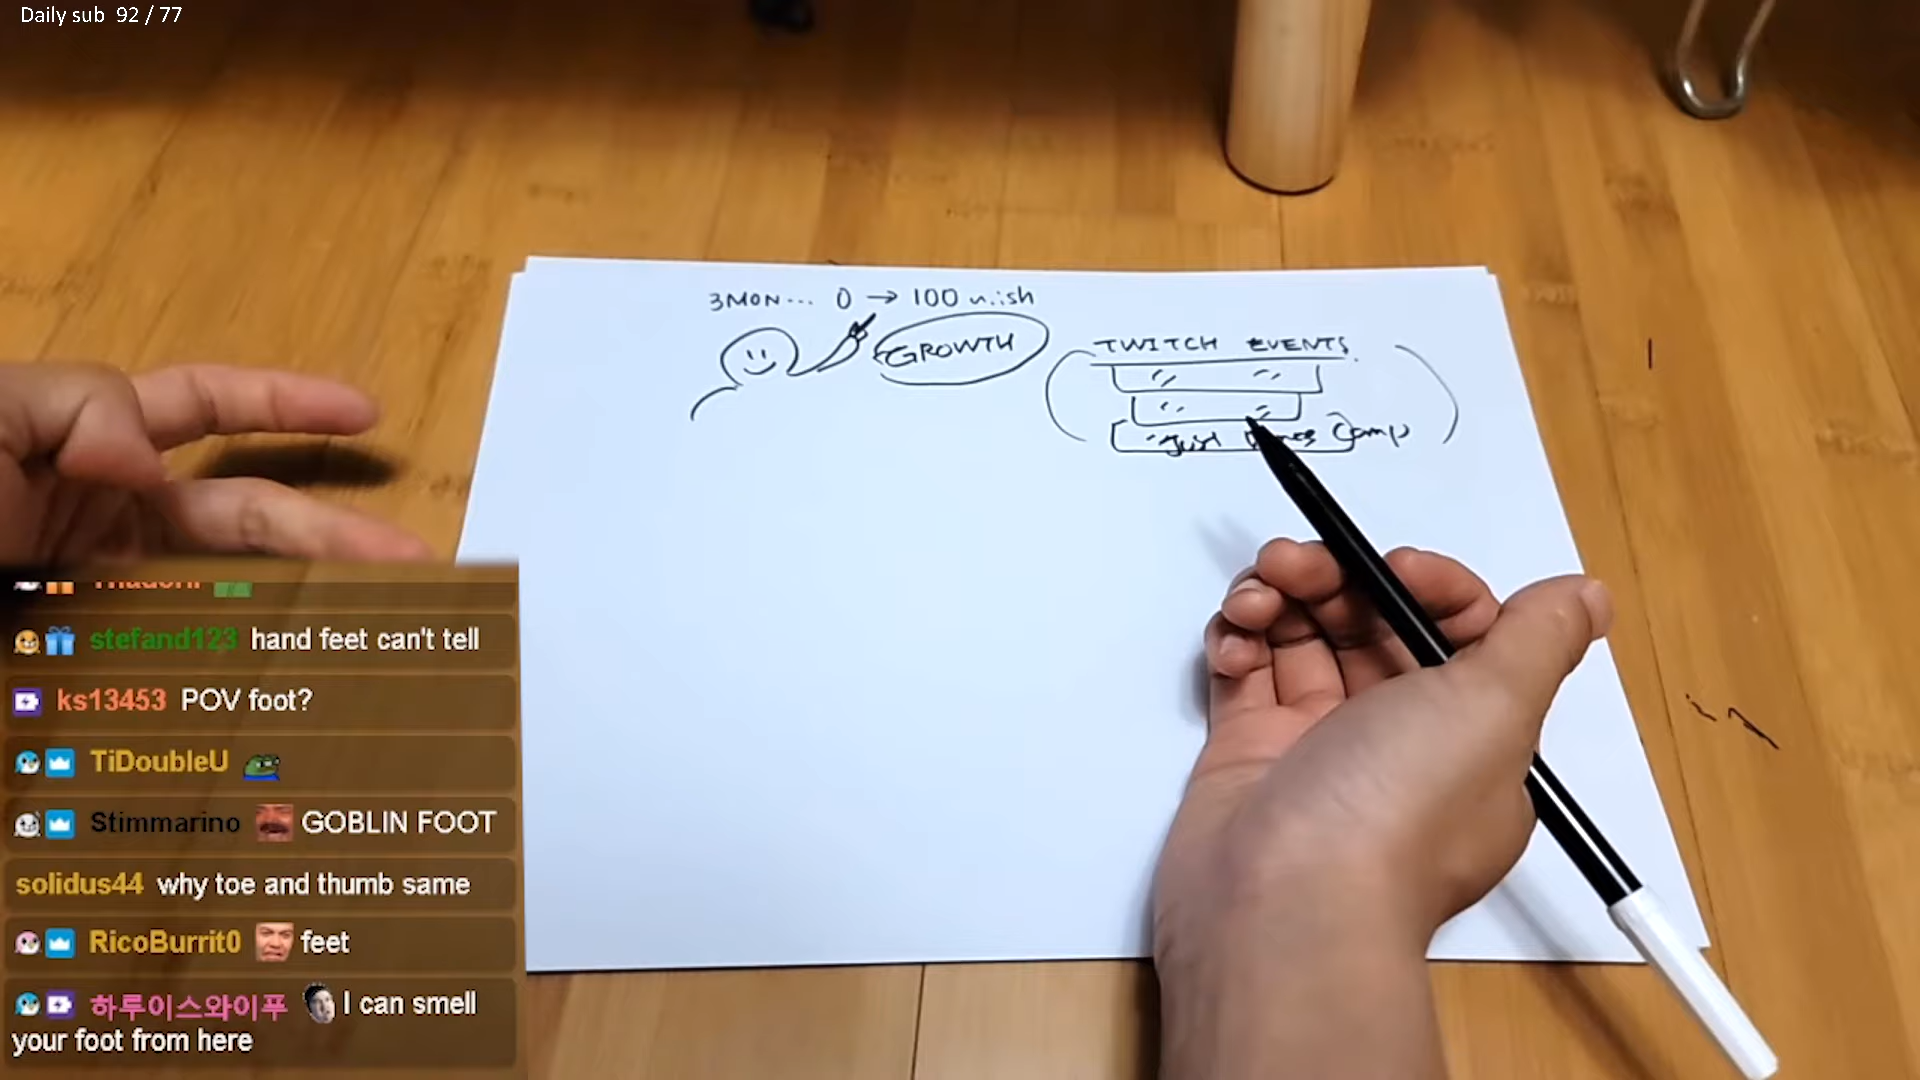 Daily sub 92 / 77
3MON... 0 → 100 n.ish
GROWTH
TWITCH EVENTS
Just
Camp
stefand123 hand feet can't tell
ks13453 POV foot?
TiDoubleU
Stimmarino GOBLIN FOOT
solidus44 why toe and thumb same
RicoBurrit0 feet
하루이스와이푸 I can smell
your foot from here